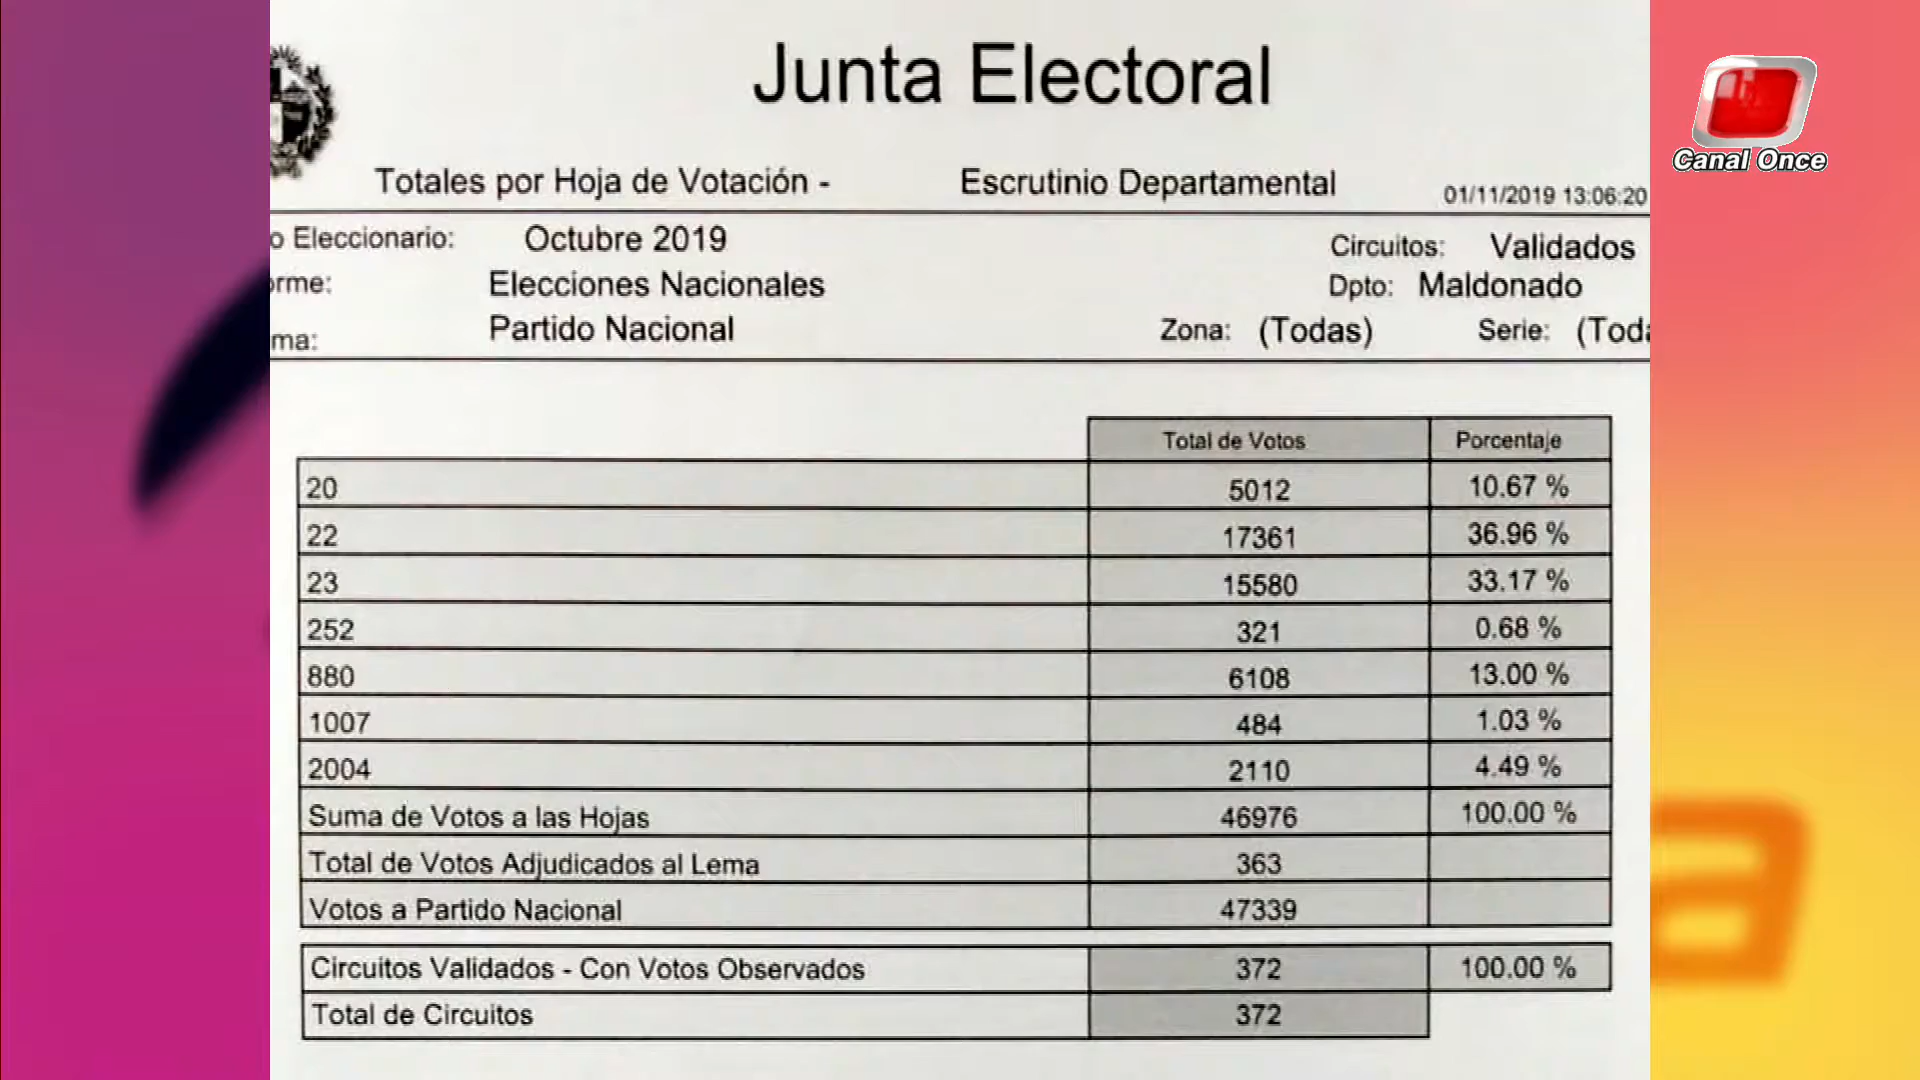 Junta Electoral
Canal Once
Totales por Hoja de Votación - Escrutinio Departamental 01/11/2019 13:06:20
o Eleccionario: Octubre 2019 Circuitos: Validados
orme: Elecciones Nacionales Dpto: Maldonado
ma: Partido Nacional Zona: (Todas) Serie: (Toda
Total de Votos Porcentaje
20 5012 10.67 %
22 17361 36.96 %
23 15580 33.17 %
252 321 0.68 %
880 6108 13.00 %
1007 484 1.03 %
2004 2110 4.49 %
Suma de Votos a las Hojas 46976 100.00 %
Total de Votos Adjudicados al Lema 363
Votos a Partido Nacional 47339
Circuitos Validados - Con Votos Observados 372 100.00 %
Total de Circuitos 372
a